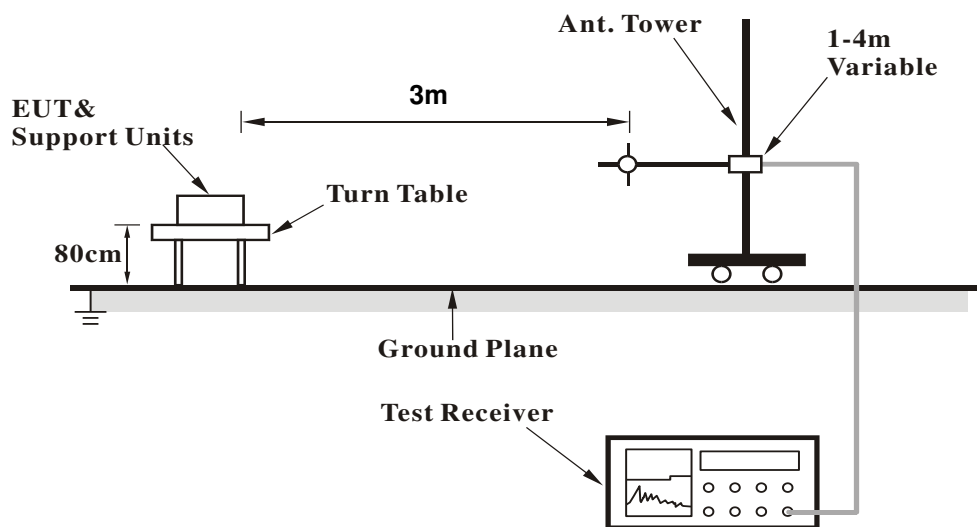 Ant. Tower
1-4m
Variable
3m
EUT&
Support Units
Turn Table
80cm
Ground Plane
Test Receiver